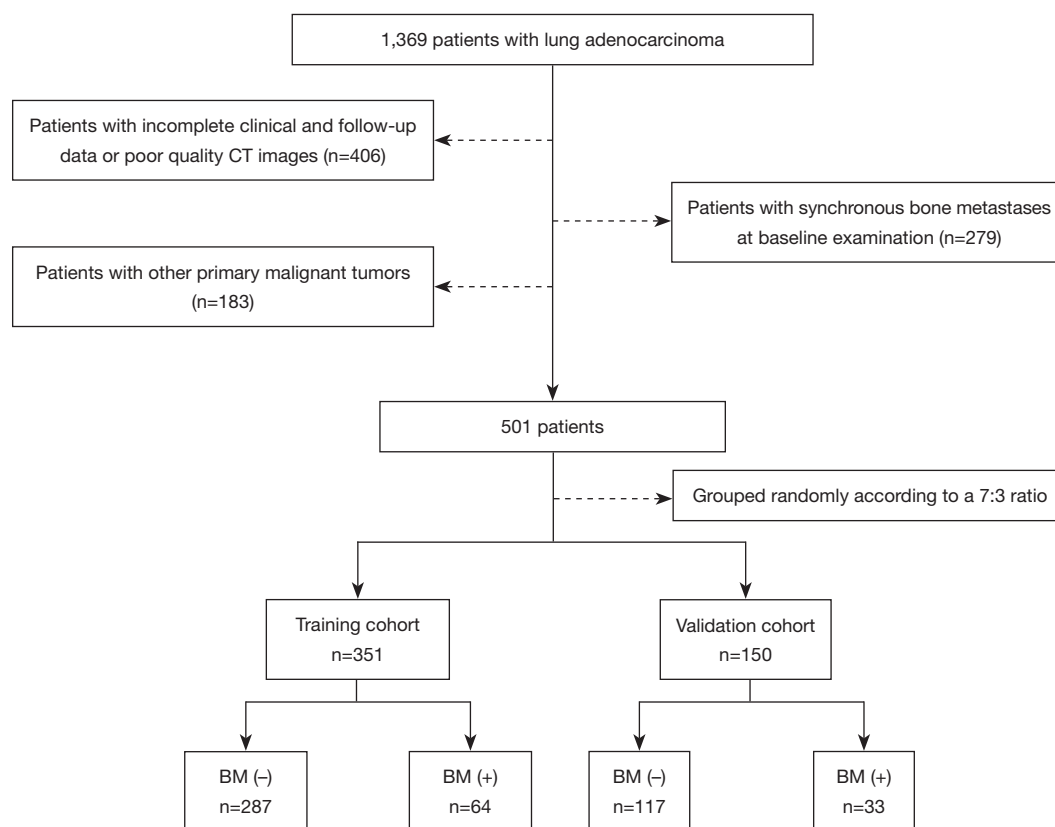 1,369 patients with lung adenocarcinoma
Patients with incomplete clinical and follow-up
data or poor quality CT images (n=406)
Patients with synchronous bone metastases
at baseline examination (n=279)
Patients with other primary malignant tumors
(n=183)
501 patients
Grouped randomly according to a 7:3 ratio
Training cohort
n=351
Validation cohort
n=150
BM (–)
n=287
BM (+)
n=64
BM (–)
n=117
BM (+)
n=33